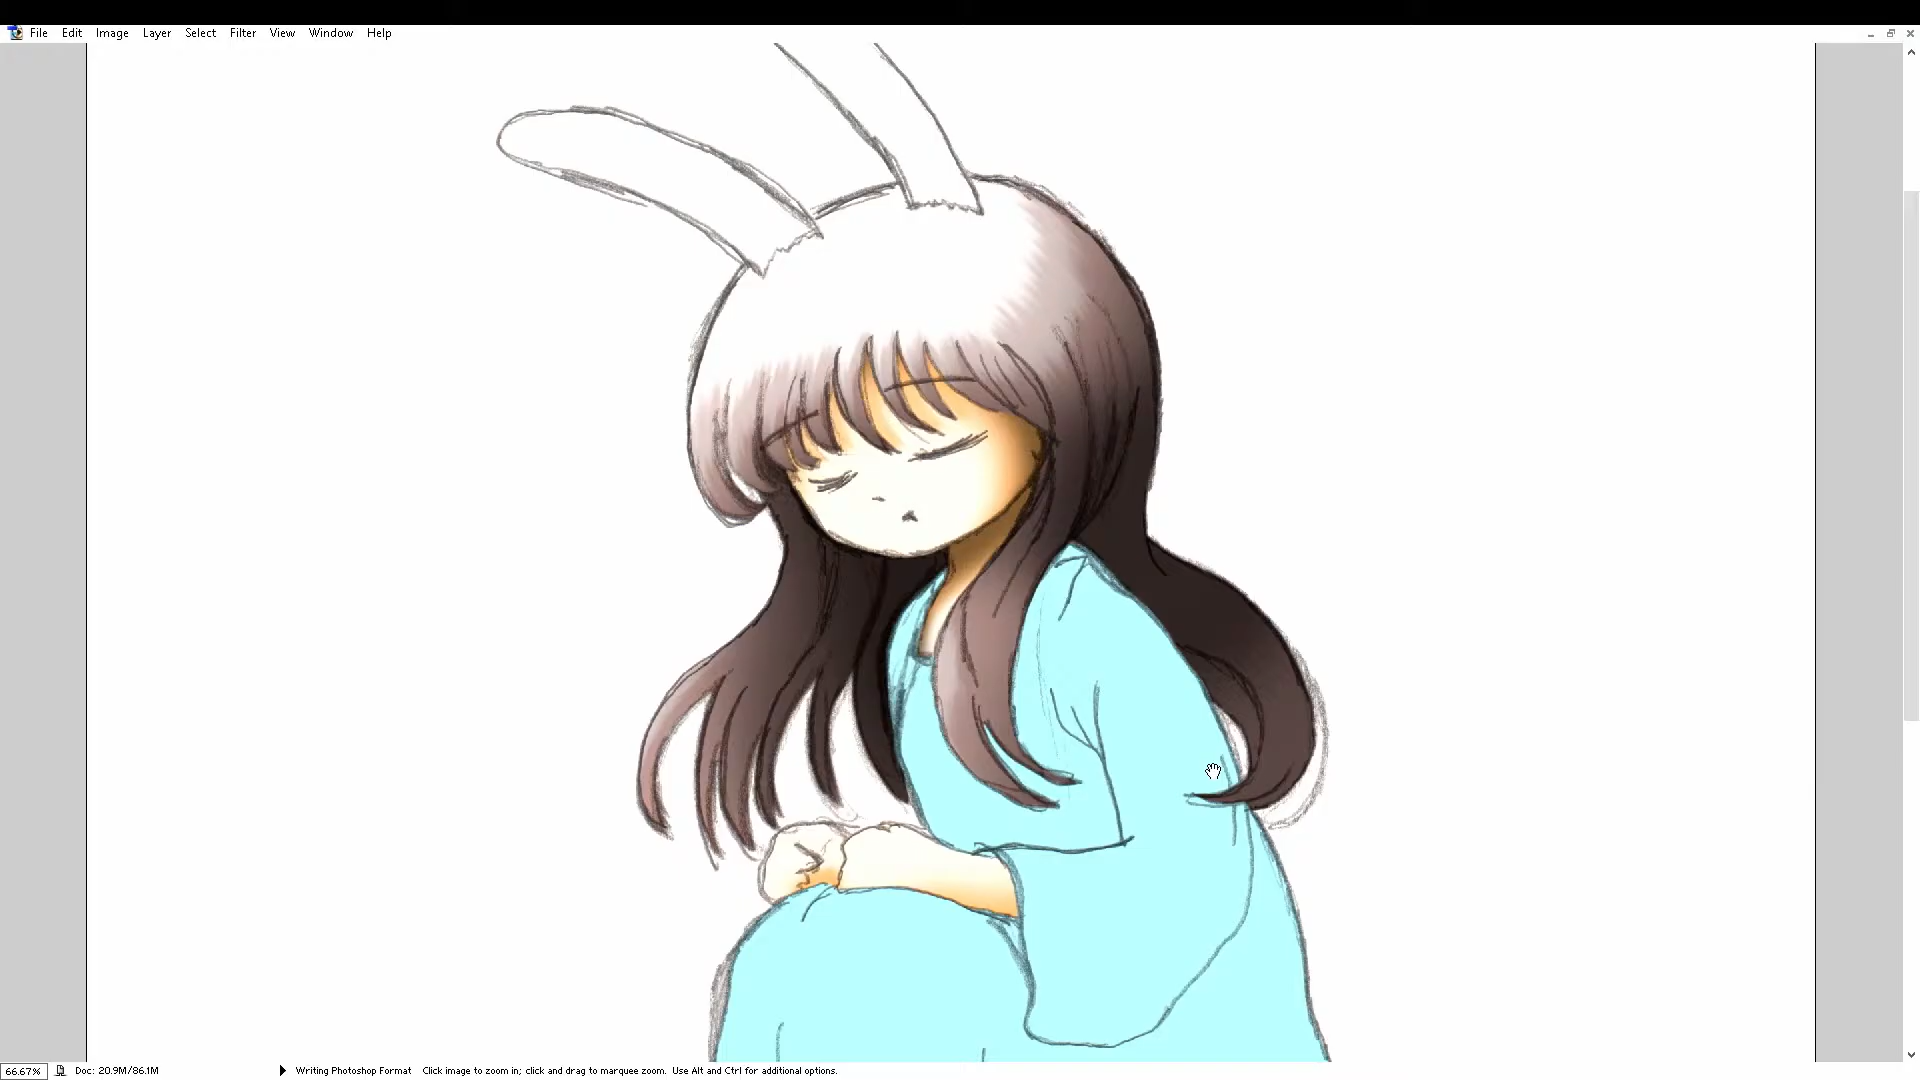 File Edit Image Layer Select Filter View Window Help
66.67% Doc: 20.9M/86.1M Writing Photoshop Format Click image to zoom in; click and drag to marquee zoom. Use Alt and Ctrl for additional options.